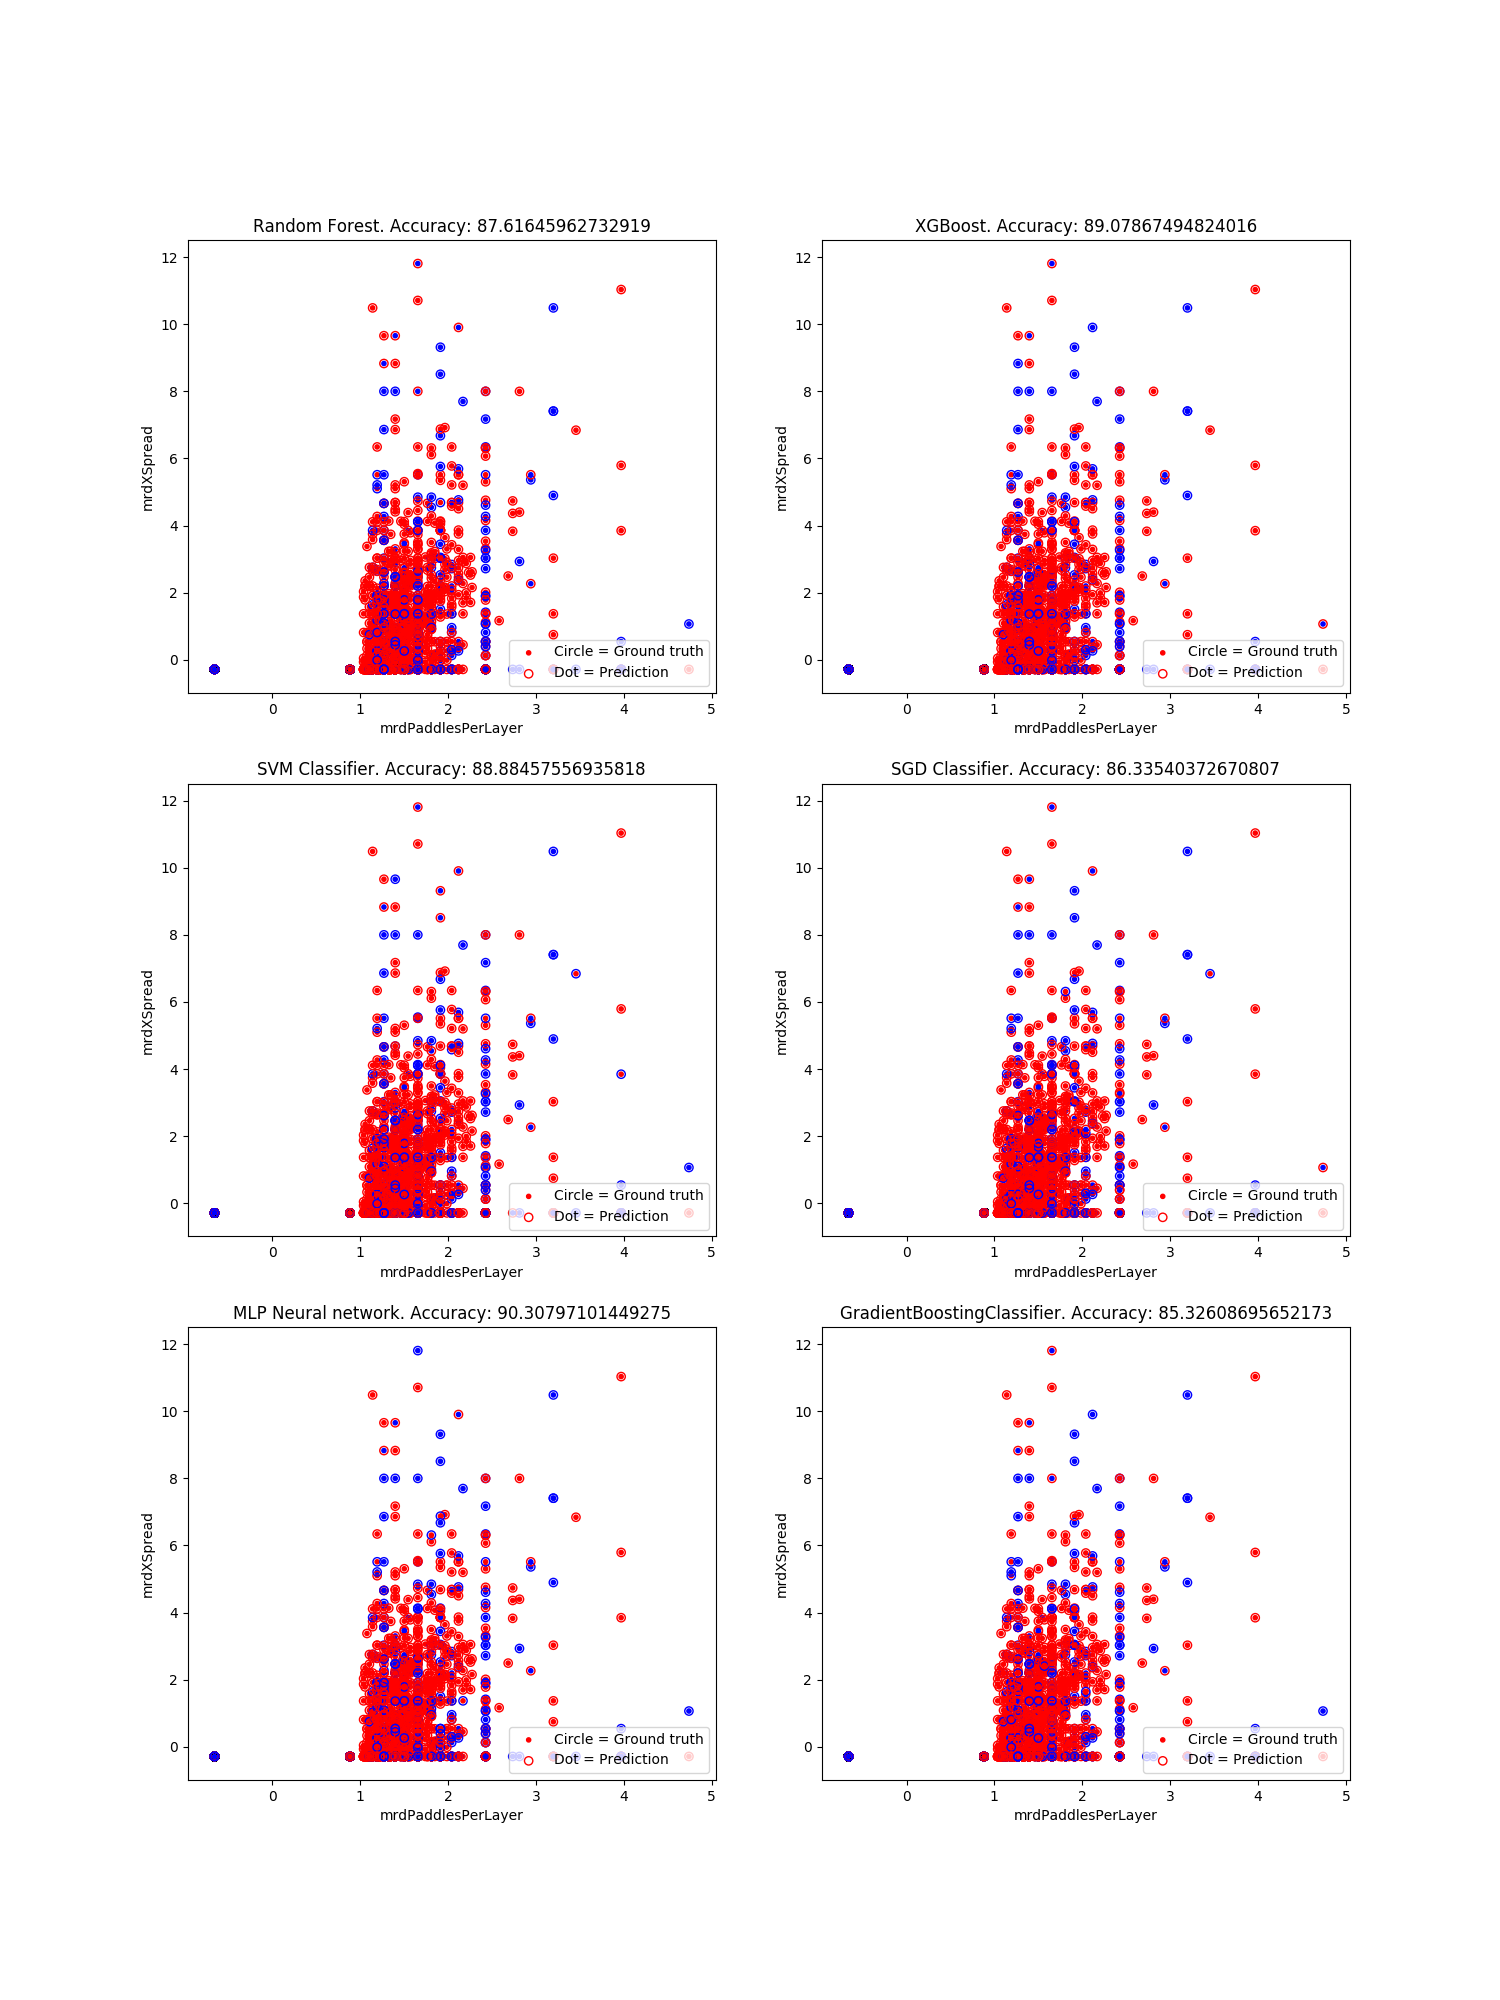 Random Forest. Accuracy: 87.61645962732919
12
10
8
6
4
2
0
mrdXSpread
Circle = Ground truth
Dot = Prediction
0 1 2 3 4 5
mrdPaddlesPerLayer
XGBoost. Accuracy: 89.07867494824016
12
10
8
6
4
2
0
mrdXSpread
Circle = Ground truth
Dot = Prediction
0 1 2 3 4 5
mrdPaddlesPerLayer
SVM Classifier. Accuracy: 88.88457556935818
12
10
8
6
4
2
0
mrdXSpread
Circle = Ground truth
Dot = Prediction
0 1 2 3 4 5
mrdPaddlesPerLayer
SGD Classifier. Accuracy: 86.33540372670807
12
10
8
6
4
2
0
mrdXSpread
Circle = Ground truth
Dot = Prediction
0 1 2 3 4 5
mrdPaddlesPerLayer
MLP Neural network. Accuracy: 90.30797101449275
12
10
8
6
4
2
0
mrdXSpread
Circle = Ground truth
Dot = Prediction
0 1 2 3 4 5
mrdPaddlesPerLayer
GradientBoostingClassifier. Accuracy: 85.32608695652173
12
10
8
6
4
2
0
mrdXSpread
Circle = Ground truth
Dot = Prediction
0 1 2 3 4 5
mrdPaddlesPerLayer